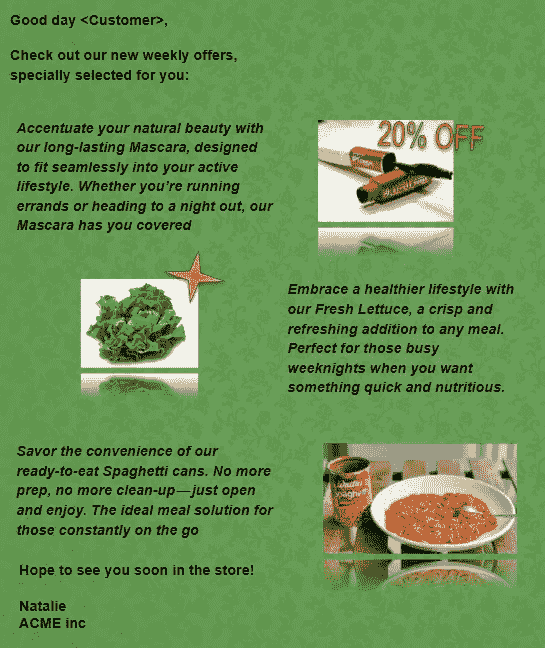 Good day <Customer>,
Check out our new weekly offers,
specially selected for you:
Accentuate your natural beauty with
our long-lasting Mascara, designed
to fit seamlessly into your active
lifestyle. Whether you're running
errands or heading to a night out, our
Mascara has you covered
20% OFF
Embrace a healthier lifestyle with
our Fresh Lettuce, a crisp and
refreshing addition to any meal.
Perfect for those busy
weeknights when you want
something quick and nutritious.
Savor the convenience of our
ready-to-eat Spaghetti cans. No more
prep, no more clean-up—just open
and enjoy. The ideal meal solution for
those constantly on the go
Spaghetti
Hope to see you soon in the store!
Natalie
ACME inc